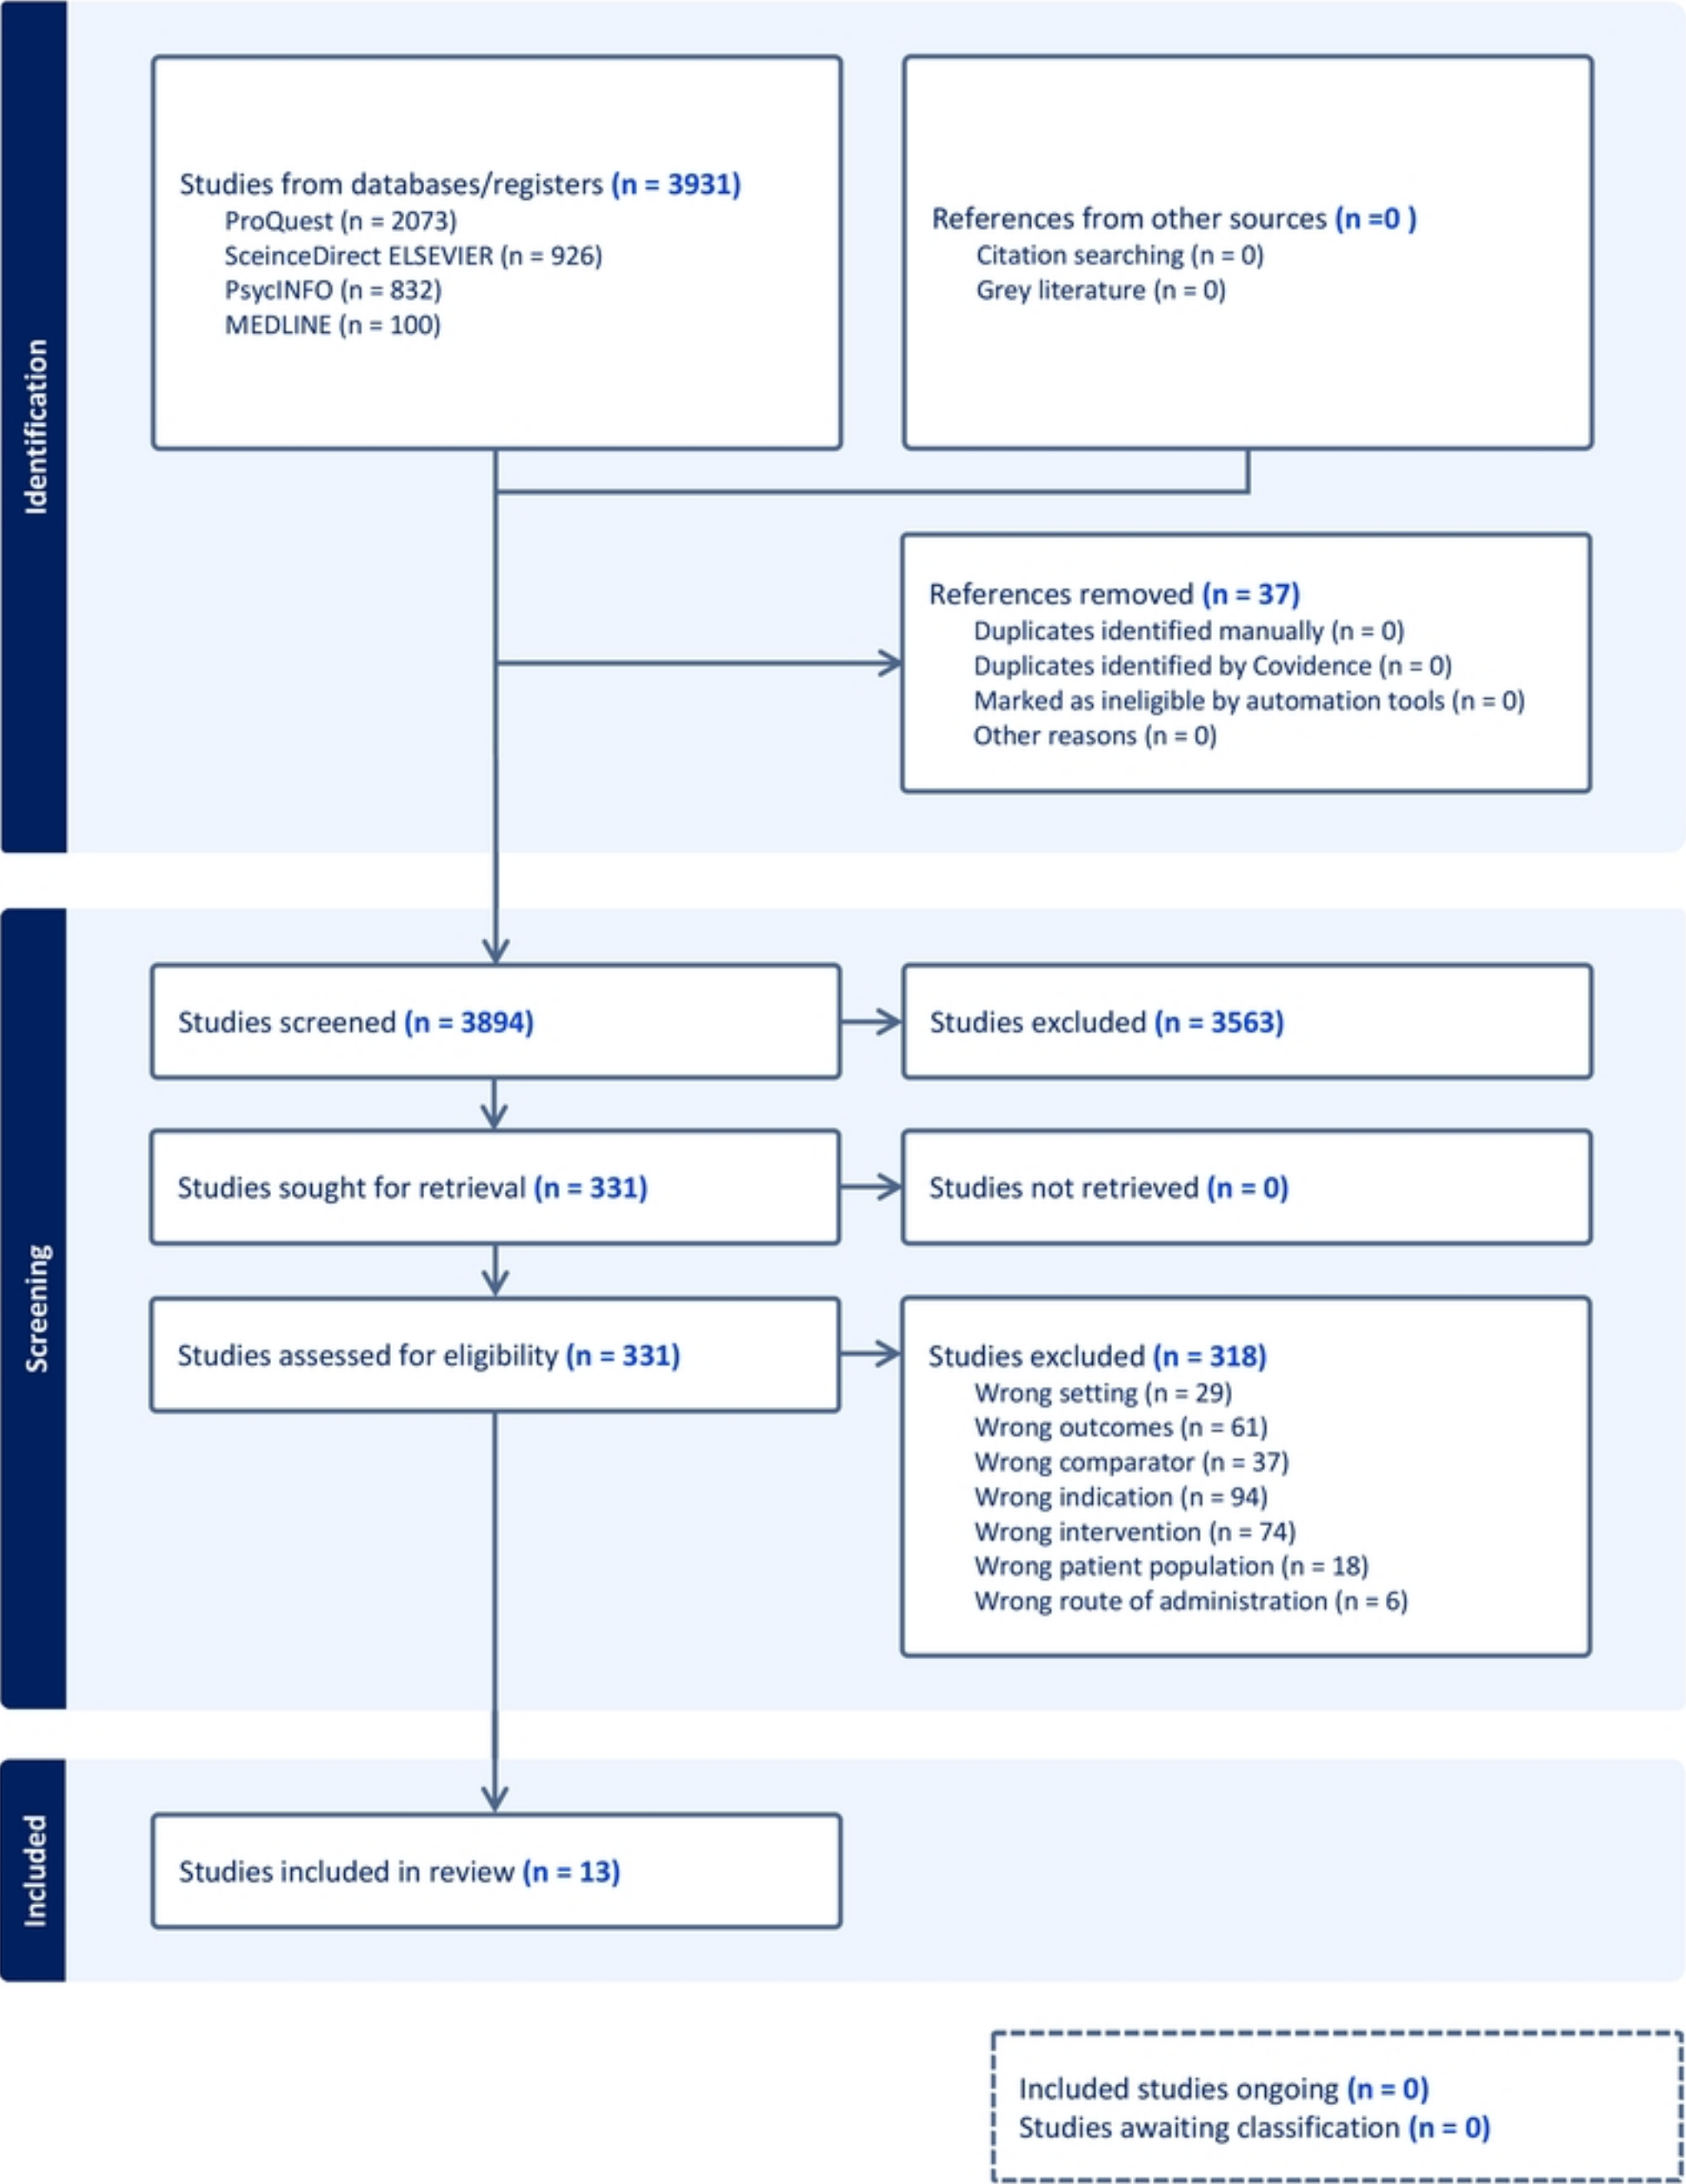 Identification
Studies from databases/registers (n = 3931)
ProQuest (n = 2073)
SceinceDirect ELSEVIER (n = 926)
PsycINFO (n = 832)
MEDLINE (n = 100)
References from other sources (n =0 )
Citation searching (n = 0)
Grey literature (n = 0)
References removed (n = 37)
Duplicates identified manually (n = 0)
Duplicates identified by Covidence (n = 0)
Marked as ineligible by automation tools (n = 0)
Other reasons (n = 0)
Screening
Studies screened (n = 3894)
Studies excluded (n = 3563)
Studies sought for retrieval (n = 331)
Studies not retrieved (n = 0)
Studies assessed for eligibility (n = 331)
Studies excluded (n = 318)
Wrong setting (n = 29)
Wrong outcomes (n = 61)
Wrong comparator (n = 37)
Wrong indication (n = 94)
Wrong intervention (n = 74)
Wrong patient population (n = 18)
Wrong route of administration (n = 6)
Included
Studies included in review (n = 13)
Included studies ongoing (n = 0)
Studies awaiting classification (n = 0)